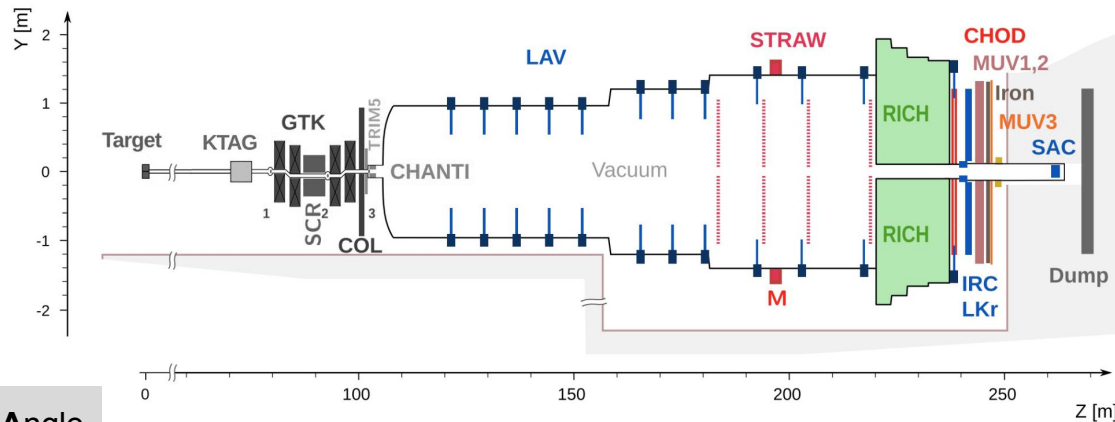 Y [m]
2
1
0
-1
-2
Target
KTAG
GTK
1
SCR
2
3
COL
TRIM5
CHANTI
LAV
Vacuum
STRAW
M
RICH
RICH
CHOD
MUV1,2
Iron
MUV3
SAC
IRC
LKr
Dump
0
100
150
200
250
Z [m]
Angle